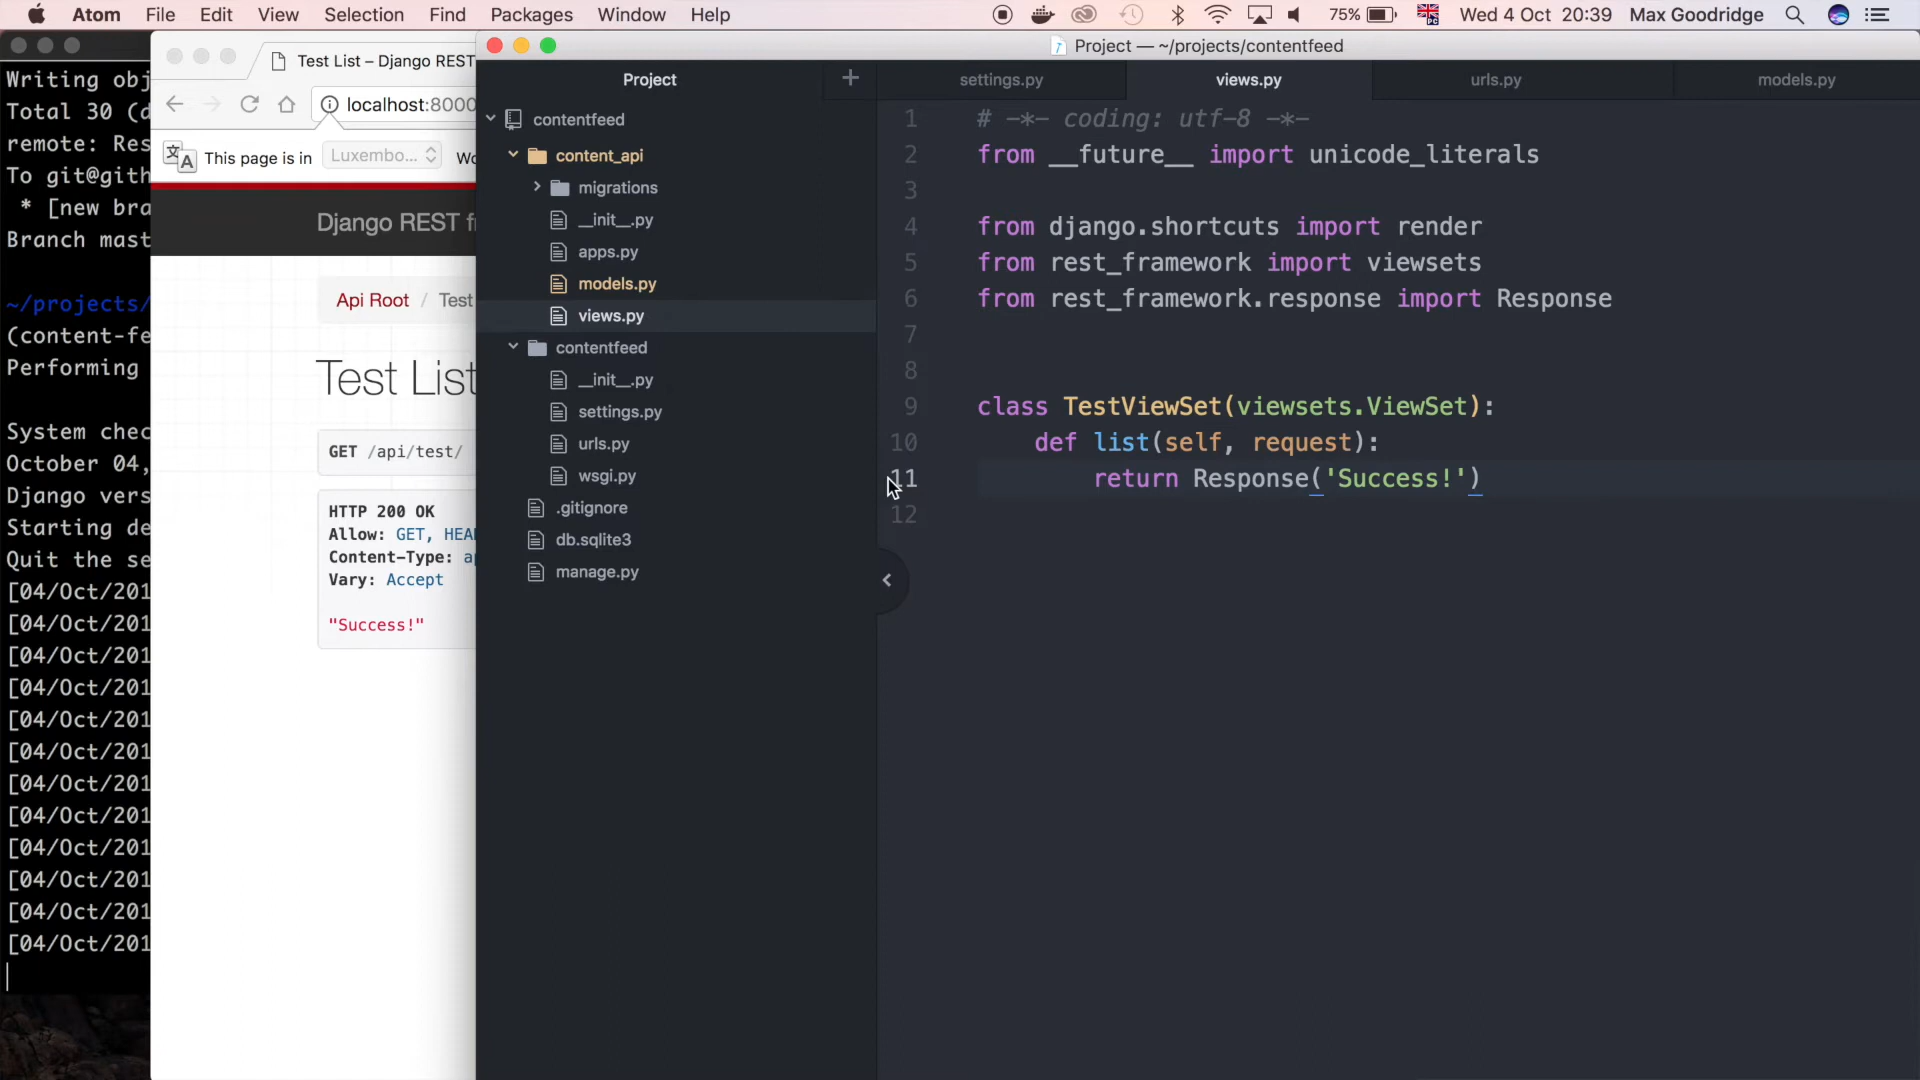 Atom File Edit View Selection Find Packages Window Help
75% Wed 4 Oct 20:39 Max Goodridge
Writing obj
Total 30 (d
remote: Res
To git@gith
* [new bra
Branch mast
~/projects/
(content-fe
Performing
System chec
October 04,
Django vers
Starting de
Quit the se
[04/Oct/201
[04/Oct/201
[04/Oct/201
[04/Oct/201
[04/Oct/201
[04/Oct/201
[04/Oct/201
[04/Oct/201
[04/Oct/201
[04/Oct/201
[04/Oct/201
[04/Oct/201
Test List – Django REST
localhost:8000
This page is in Luxembo... Wo
Django REST f
Api Root / Test
Test List
GET /api/test/
HTTP 200 OK
Allow: GET, HEA
Content-Type: a
Vary: Accept
"Success!"
Project — ~/projects/contentfeed
Project
contentfeed
content_api
migrations
__init__.py
apps.py
models.py
views.py
contentfeed
__init__.py
settings.py
urls.py
wsgi.py
.gitignore
db.sqlite3
manage.py
settings.py views.py urls.py models.py
1 # -*- coding: utf-8 -*-
2 from __future__ import unicode_literals
3
4 from django.shortcuts import render
5 from rest_framework import viewsets
6 from rest_framework.response import Response
7
8
9 class TestViewSet(viewsets.ViewSet):
10 def list(self, request):
11 return Response('Success!')
12